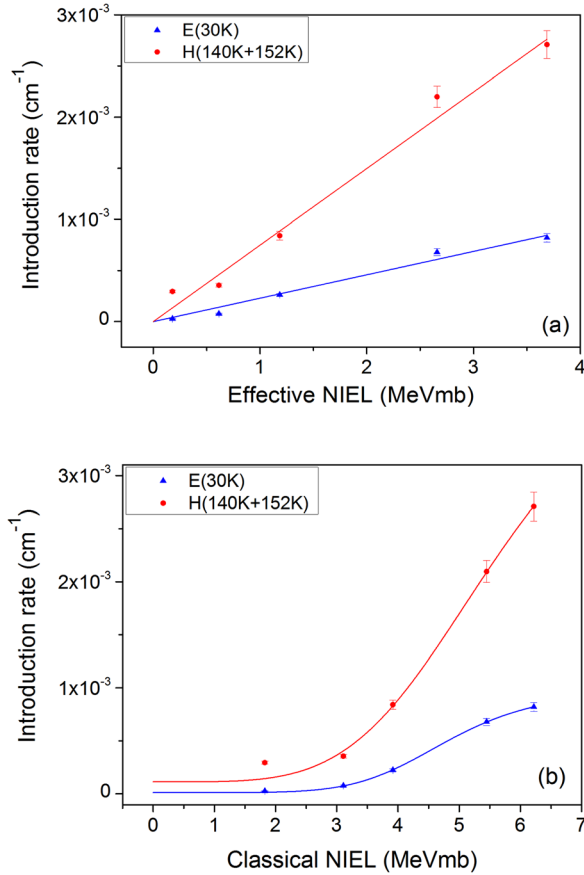 (a)
E(30K)
H(140K+152K)
3x10⁻³
2x10⁻³
1x10⁻³
0
Introduction rate (cm⁻¹)
0 1 2 3 4
Effective NIEL (MeVmb)
(a)
E(30K)
H(140K+152K)
3x10⁻³
2x10⁻³
1x10⁻³
0
Introduction rate (cm⁻¹)
(b)
0 1 2 3 4 5 6 7
Classical NIEL (MeVmb)